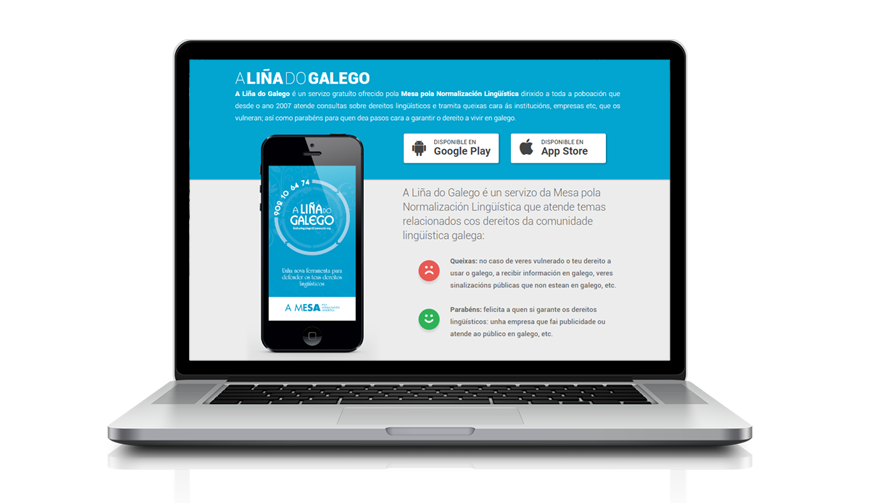 A LIÑA DO GALEGO
A Liña do Galego é un servizo gratuíto ofrecido pola Mesa pola Normalización Lingüística dirixido a toda a poboación que
desde o ano 2007 atende consultas sobre dereitos lingüísticos e tramita queixas cara ás institucións, empresas etc, que os
vulneran; así como parabéns para quen dea pasos cara a garantir o dereito a vivir en galego.
DISPOÑIBLE EN
Google Play
DISPOÑIBLE EN
App Store
902 10 64 74
A LIÑA DO
GALEGO
Unha nova ferramenta para
defender os teus dereitos
lingüísticos
A MESA
A Liña do Galego é un servizo da Mesa pola
Normalización Lingüística que atende temas
relacionados cos dereitos da comunidade
lingüística galega:
Queixas: no caso de veres vulnerado o teu dereito a
usar o galego, a recibir información en galego, veres
sinalizacións públicas que non estean en galego, etc.
Parabéns: felicita a quen si garante os dereitos
lingüísticos: unha empresa que fai publicidade ou
atende ao público en galego, etc.